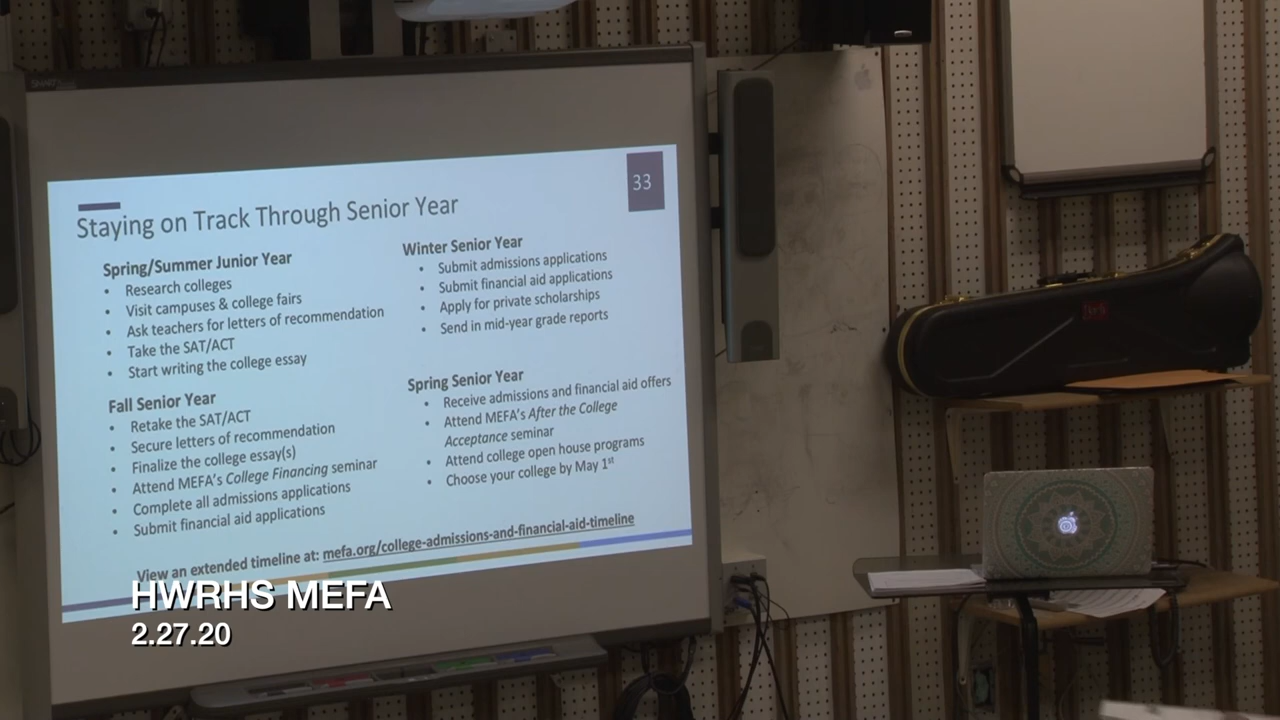 SMART
33
Staying on Track Through Senior Year
Spring/Summer Junior Year
• Research colleges
• Visit campuses & college fairs
• Ask teachers for letters of recommendation
• Take the SAT/ACT
• Start writing the college essay
Fall Senior Year
• Retake the SAT/ACT
• Secure letters of recommendation
• Finalize the college essay(s)
• Attend MEFA's College Financing seminar
• Complete all admissions applications
• Submit financial aid applications
Winter Senior Year
• Submit admissions applications
• Submit financial aid applications
• Apply for private scholarships
• Send in mid-year grade reports
Spring Senior Year
• Receive admissions and financial aid offers
• Attend MEFA's After the College
Acceptance seminar
• Attend college open house programs
• Choose your college by May 1st
View an extended timeline at: mefa.org/college-admissions-and-financial-aid-timeline
HWRHS MEFA
2.27.20